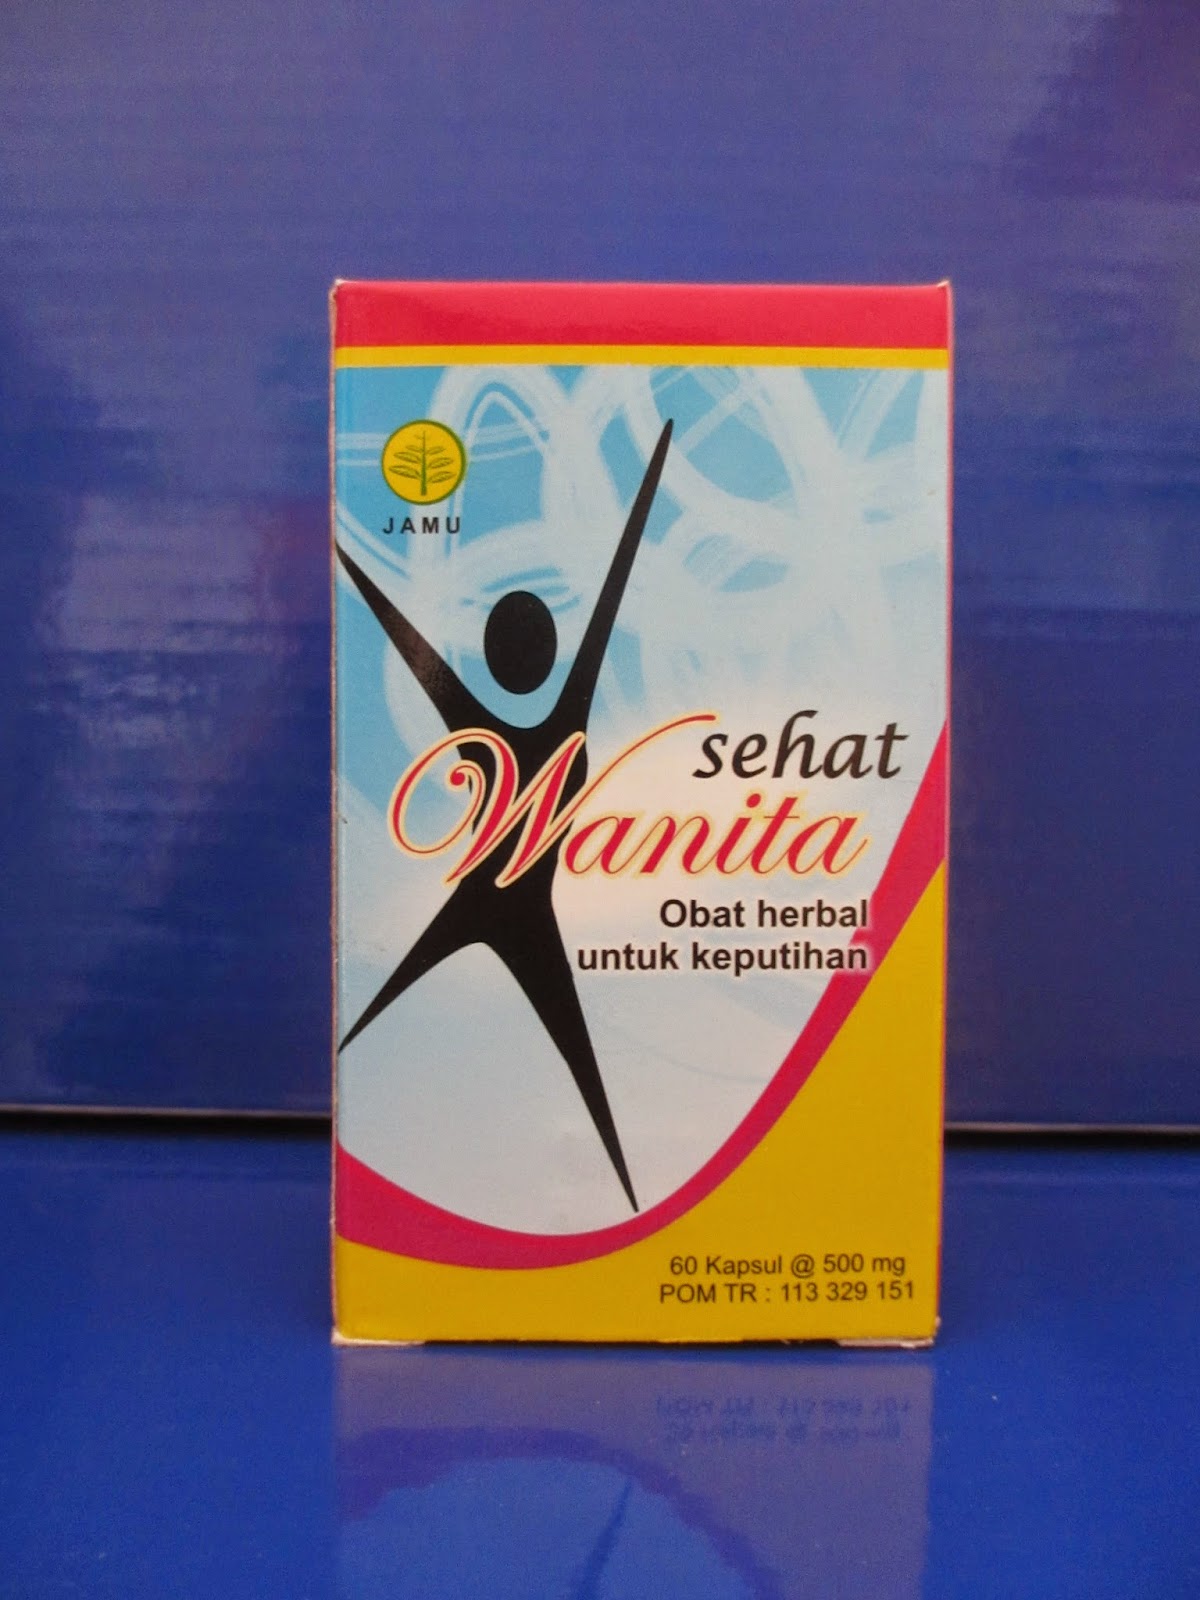 JAMU
sehat
Wanita
Obat herbal
untuk keputihan
60 Kapsul @ 500 mg
POM TR : 113 329 151